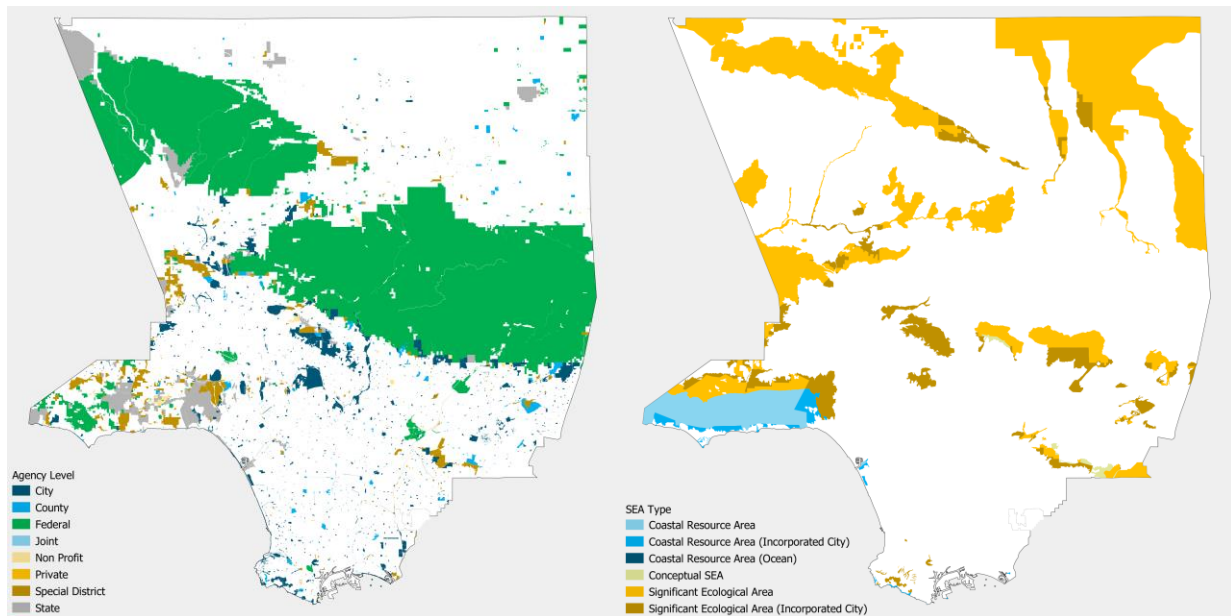 Agency Level
City
County
Federal
Joint
Non Profit
Private
Special District
State
SEA Type
Coastal Resource Area
Coastal Resource Area (Incorporated City)
Coastal Resource Area (Ocean)
Conceptual SEA
Significant Ecological Area
Significant Ecological Area (Incorporated City)